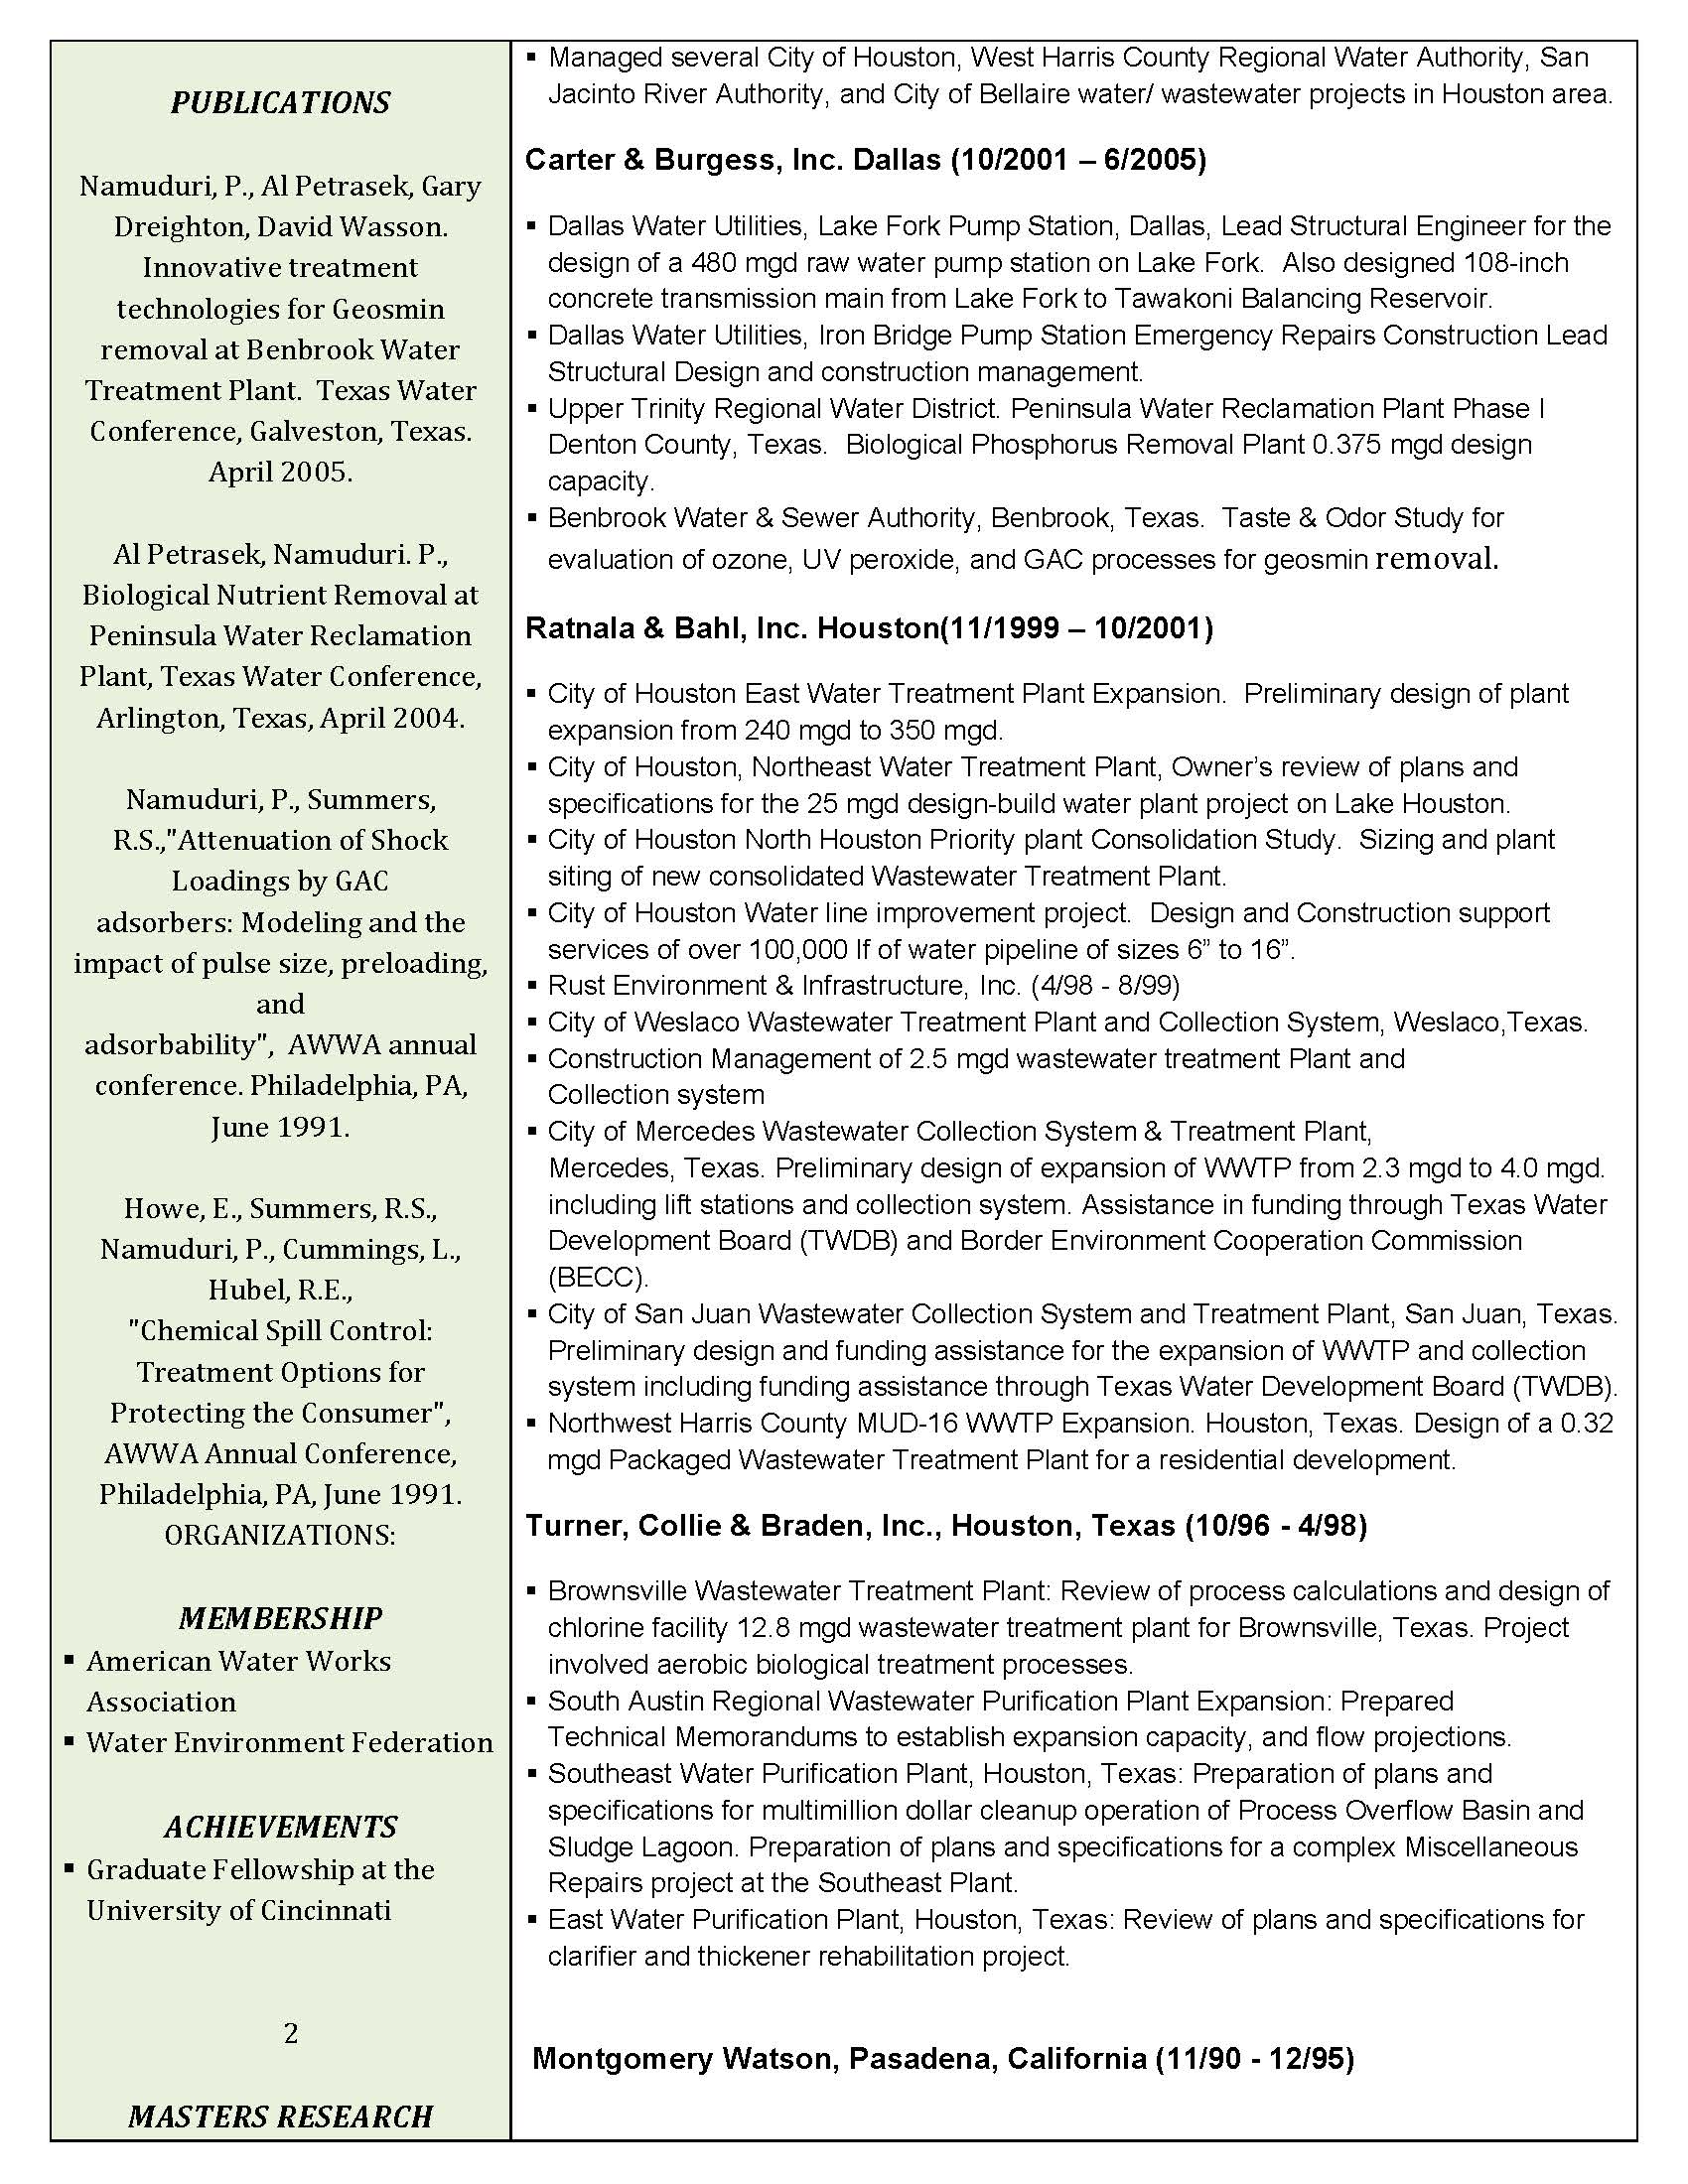 PUBLICATIONS
Namuduri, P., Al Petrasek, Gary
Dreighton, David Wasson.
Innovative treatment
technologies for Geosmin
removal at Benbrook Water
Treatment Plant.  Texas Water
Conference, Galveston, Texas.
April 2005.
Al Petrasek, Namuduri. P.,
Biological Nutrient Removal at
Peninsula Water Reclamation
Plant, Texas Water Conference,
Arlington, Texas, April 2004.
Namuduri, P., Summers,
R.S.,"Attenuation of Shock
Loadings by GAC
adsorbers: Modeling and the
impact of pulse size, preloading,
and
adsorbability",  AWWA annual
conference. Philadelphia, PA,
June 1991.
Howe, E., Summers, R.S.,
Namuduri, P., Cummings, L.,
Hubel, R.E.,
"Chemical Spill Control:
Treatment Options for
Protecting the Consumer",
AWWA Annual Conference,
Philadelphia, PA, June 1991.
ORGANIZATIONS:
MEMBERSHIP
▪ American Water Works
Association
▪ Water Environment Federation
ACHIEVEMENTS
▪ Graduate Fellowship at the
University of Cincinnati
2
MASTERS RESEARCH
▪ Managed several City of Houston, West Harris County Regional Water Authority, San
Jacinto River Authority, and City of Bellaire water/ wastewater projects in Houston area.
Carter & Burgess, Inc. Dallas (10/2001 – 6/2005)
▪ Dallas Water Utilities, Lake Fork Pump Station, Dallas, Lead Structural Engineer for the
design of a 480 mgd raw water pump station on Lake Fork.  Also designed 108-inch
concrete transmission main from Lake Fork to Tawakoni Balancing Reservoir.
▪ Dallas Water Utilities, Iron Bridge Pump Station Emergency Repairs Construction Lead
Structural Design and construction management.
▪ Upper Trinity Regional Water District. Peninsula Water Reclamation Plant Phase I
Denton County, Texas.  Biological Phosphorus Removal Plant 0.375 mgd design
capacity.
▪ Benbrook Water & Sewer Authority, Benbrook, Texas.  Taste & Odor Study for
evaluation of ozone, UV peroxide, and GAC processes for geosmin removal.
Ratnala & Bahl, Inc. Houston(11/1999 – 10/2001)
▪ City of Houston East Water Treatment Plant Expansion.  Preliminary design of plant
expansion from 240 mgd to 350 mgd.
▪ City of Houston, Northeast Water Treatment Plant, Owner’s review of plans and
specifications for the 25 mgd design-build water plant project on Lake Houston.
▪ City of Houston North Houston Priority plant Consolidation Study.  Sizing and plant
siting of new consolidated Wastewater Treatment Plant.
▪ City of Houston Water line improvement project.  Design and Construction support
services of over 100,000 lf of water pipeline of sizes 6” to 16”.
▪ Rust Environment & Infrastructure, Inc. (4/98 - 8/99)
▪ City of Weslaco Wastewater Treatment Plant and Collection System, Weslaco,Texas.
▪ Construction Management of 2.5 mgd wastewater treatment Plant and
Collection system
▪ City of Mercedes Wastewater Collection System & Treatment Plant,
Mercedes, Texas. Preliminary design of expansion of WWTP from 2.3 mgd to 4.0 mgd.
including lift stations and collection system. Assistance in funding through Texas Water
Development Board (TWDB) and Border Environment Cooperation Commission
(BECC).
▪ City of San Juan Wastewater Collection System and Treatment Plant, San Juan, Texas.
Preliminary design and funding assistance for the expansion of WWTP and collection
system including funding assistance through Texas Water Development Board (TWDB).
▪ Northwest Harris County MUD-16 WWTP Expansion. Houston, Texas. Design of a 0.32
mgd Packaged Wastewater Treatment Plant for a residential development.
Turner, Collie & Braden, Inc., Houston, Texas (10/96 - 4/98)
▪ Brownsville Wastewater Treatment Plant: Review of process calculations and design of
chlorine facility 12.8 mgd wastewater treatment plant for Brownsville, Texas. Project
involved aerobic biological treatment processes.
▪ South Austin Regional Wastewater Purification Plant Expansion: Prepared
Technical Memorandums to establish expansion capacity, and flow projections.
▪ Southeast Water Purification Plant, Houston, Texas: Preparation of plans and
specifications for multimillion dollar cleanup operation of Process Overflow Basin and
Sludge Lagoon. Preparation of plans and specifications for a complex Miscellaneous
Repairs project at the Southeast Plant.
▪ East Water Purification Plant, Houston, Texas: Review of plans and specifications for
clarifier and thickener rehabilitation project.
Montgomery Watson, Pasadena, California (11/90 - 12/95)